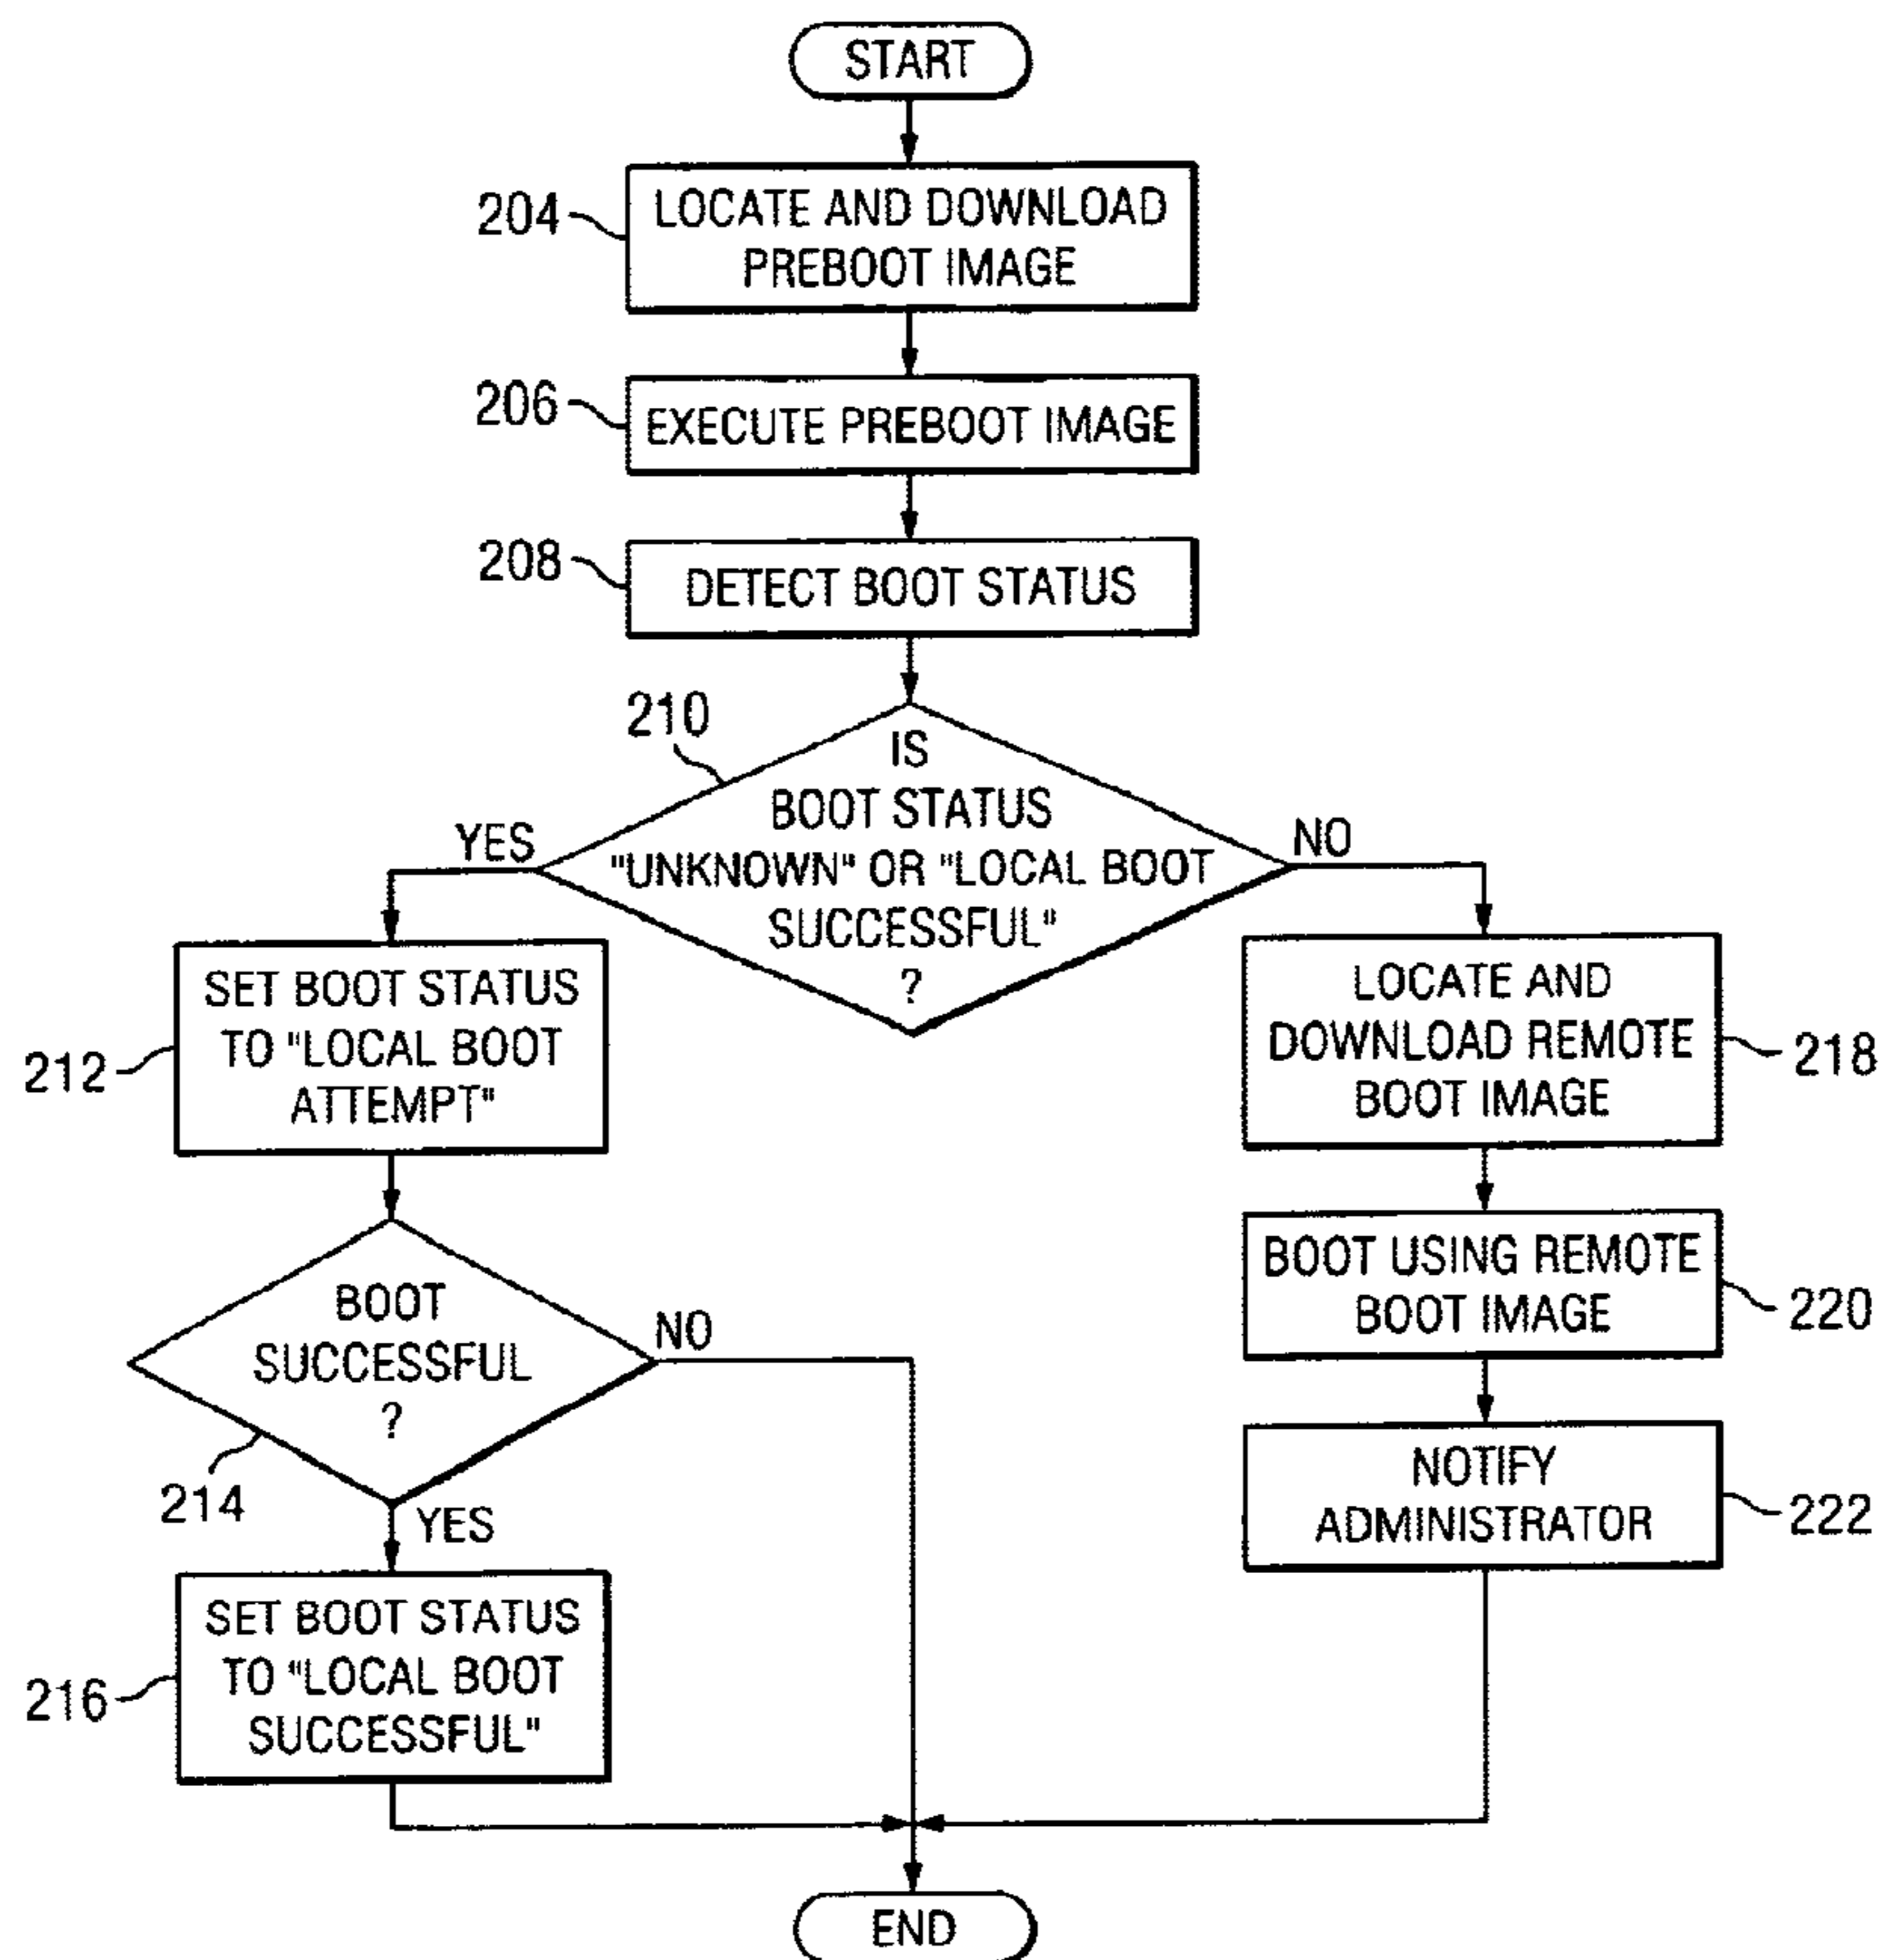 START
204
LOCATE AND DOWNLOAD
PREBOOT IMAGE
206
EXECUTE PREBOOT IMAGE
208
DETECT BOOT STATUS
210
IS
BOOT STATUS
"UNKNOWN" OR "LOCAL BOOT
SUCCESSFUL"
?
YES
NO
212
SET BOOT STATUS
TO "LOCAL BOOT
ATTEMPT"
LOCATE AND
DOWNLOAD REMOTE
BOOT IMAGE
218
BOOT
SUCCESSFUL
?
NO
214
YES
BOOT USING REMOTE
BOOT IMAGE
220
NOTIFY
ADMINISTRATOR
222
216
SET BOOT STATUS
TO "LOCAL BOOT
SUCCESSFUL"
END